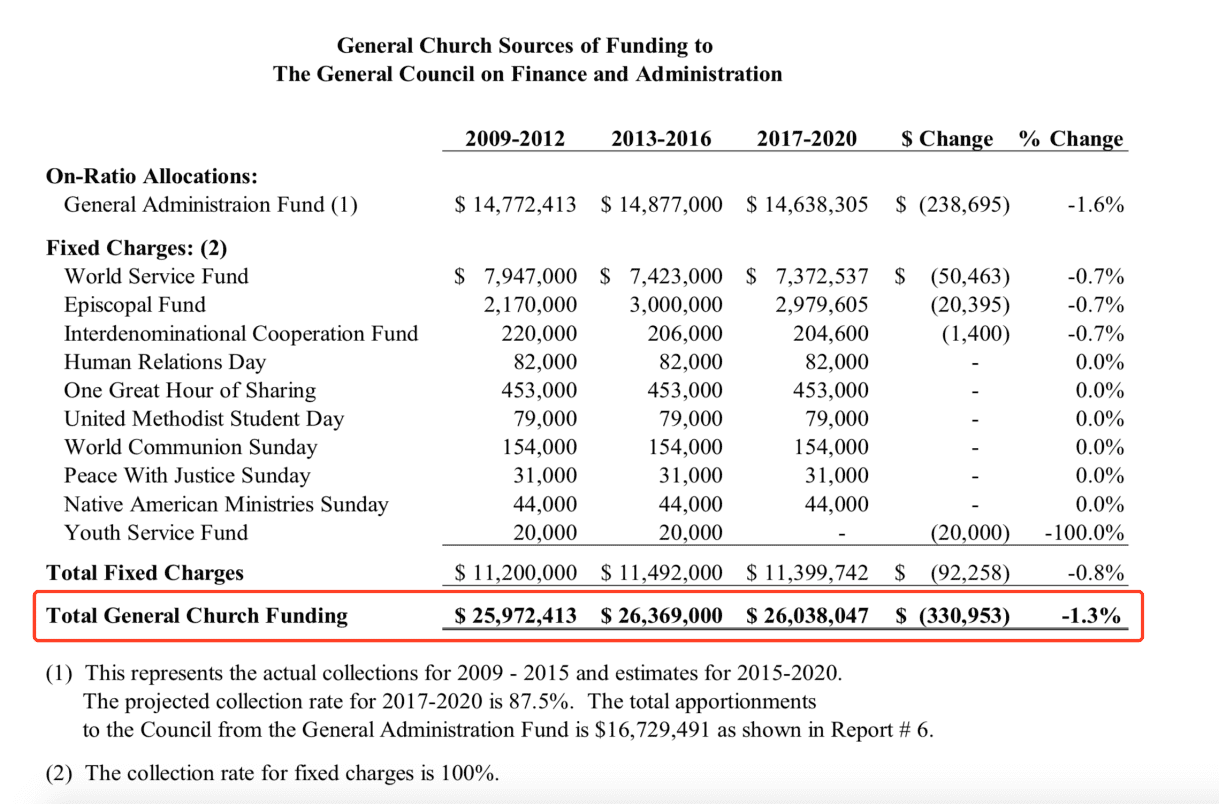 General Church Sources of Funding to
The General Council on Finance and Administration
2009-2012 2013-2016 2017-2020 $ Change % Change
On-Ratio Allocations:
General Administraion Fund (1) $ 14,772,413 $ 14,877,000 $ 14,638,305 $ (238,695) -1.6%
Fixed Charges: (2)
World Service Fund $ 7,947,000 $ 7,423,000 $ 7,372,537 $ (50,463) -0.7%
Episcopal Fund 2,170,000 3,000,000 2,979,605 (20,395) -0.7%
Interdenominational Cooperation Fund 220,000 206,000 204,600 (1,400) -0.7%
Human Relations Day 82,000 82,000 82,000 - 0.0%
One Great Hour of Sharing 453,000 453,000 453,000 - 0.0%
United Methodist Student Day 79,000 79,000 79,000 - 0.0%
World Communion Sunday 154,000 154,000 154,000 - 0.0%
Peace With Justice Sunday 31,000 31,000 31,000 - 0.0%
Native American Ministries Sunday 44,000 44,000 44,000 - 0.0%
Youth Service Fund 20,000 20,000 - (20,000) -100.0%
Total Fixed Charges $ 11,200,000 $ 11,492,000 $ 11,399,742 $ (92,258) -0.8%
Total General Church Funding $ 25,972,413 $ 26,369,000 $ 26,038,047 $ (330,953) -1.3%
(1) This represents the actual collections for 2009 - 2015 and estimates for 2015-2020.
The projected collection rate for 2017-2020 is 87.5%. The total apportionments
to the Council from the General Administration Fund is $16,729,491 as shown in Report # 6.
(2) The collection rate for fixed charges is 100%.